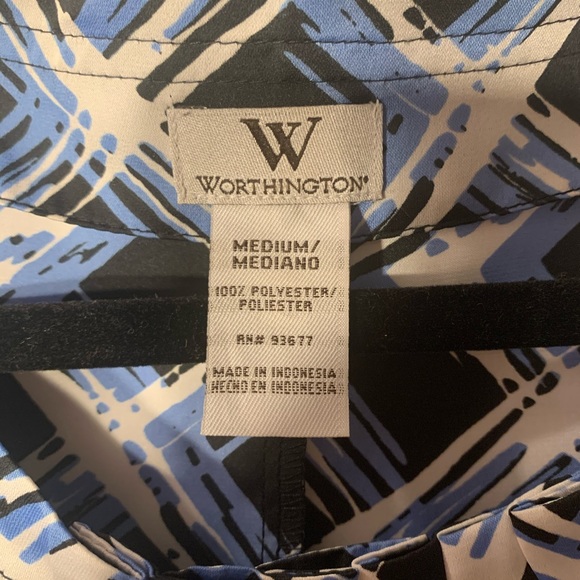 W
WORTHINGTON®
MEDIUM/
MEDIANO
100% POLYESTER/
POLIESTER
RN# 93677
MADE IN INDONESIA
HECHO EN INDONESIA